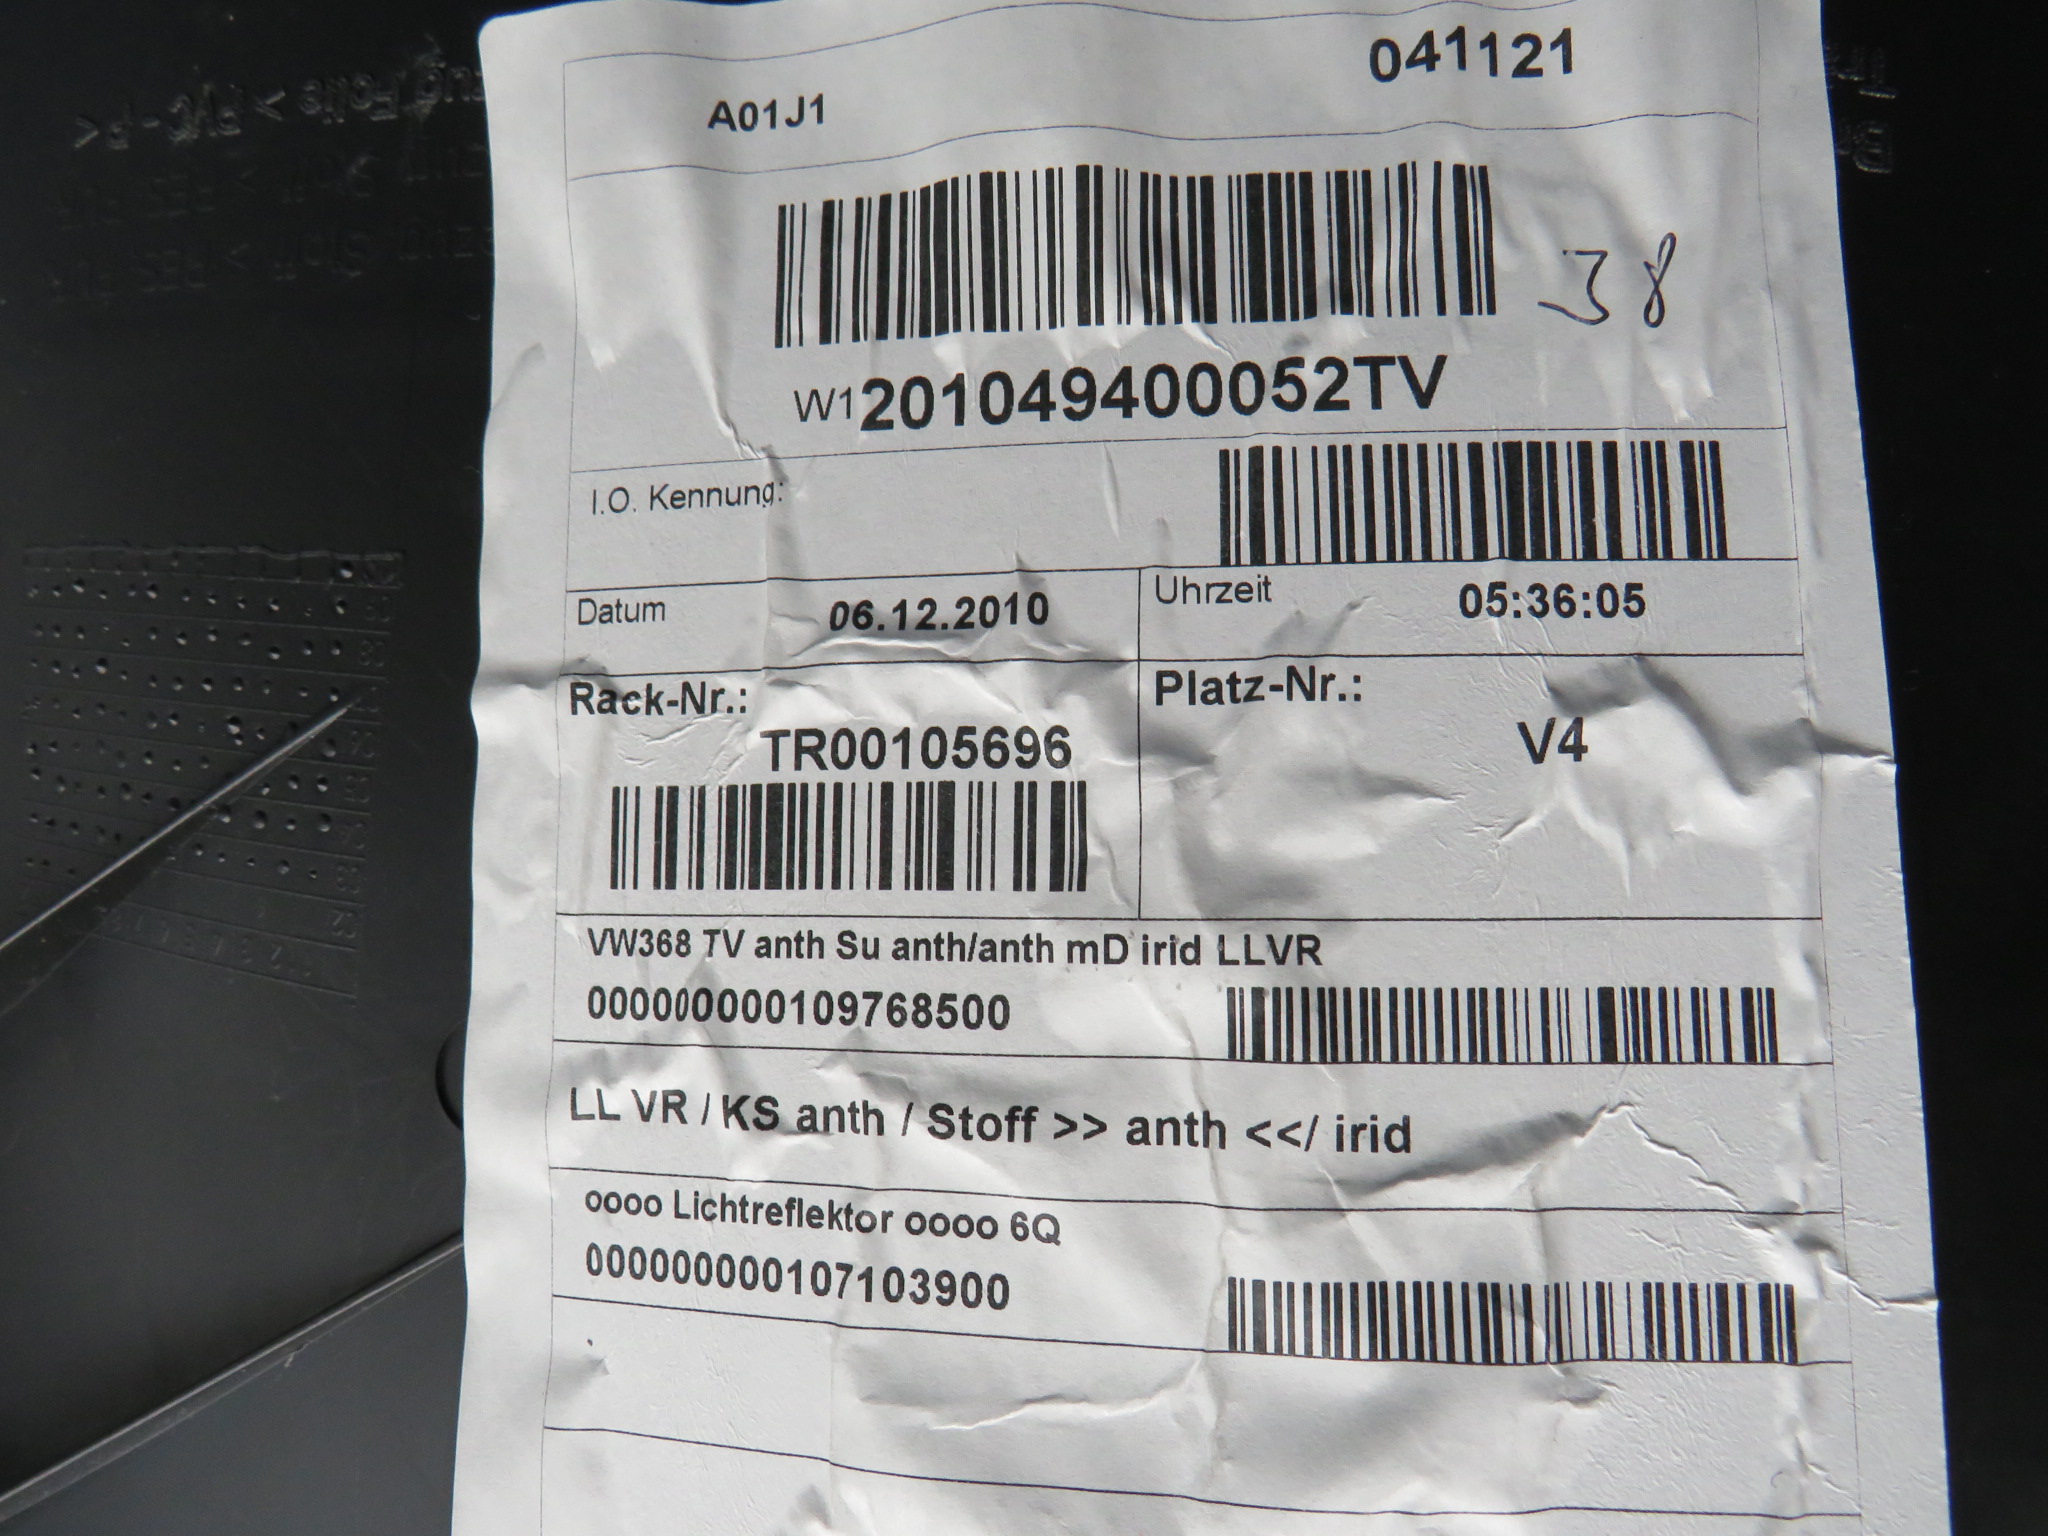 041121
A01J1
38
W1201049400052TV
I.O. Kennung:
Datum 06.12.2010 Uhrzeit 05:36:05
Rack-Nr.: Platz-Nr.:
TR00105696 V4
VW368 TV anth Su anth/anth mD irid LLVR
000000000109768500
LL VR / KS anth / Stoff >> anth <</ irid
oooo Lichtreflektor oooo 6Q
000000000107103900